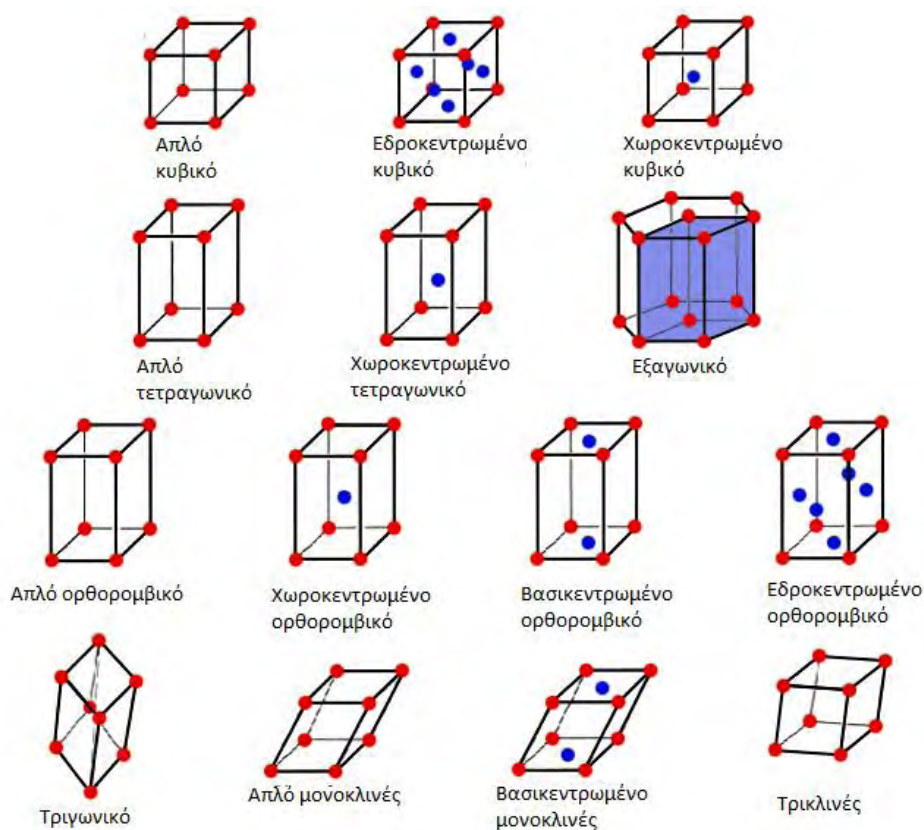 Απλό
κυβικό
Εδροκεντρωμένο
κυβικό
Χωροκεντρωμένο
κυβικό
Απλό
τετραγωνικό
Χωροκεντρωμένο
τετραγωνικό
Εξαγωνικό
Απλό ορθορομβικό
Χωροκεντρωμένο
ορθορομβικό
Βασικεντρωμένο
ορθορομβικό
Εδροκεντρωμένο
ορθορομβικό
Τριγωνικό
Απλό μονοκλινές
Βασικεντρωμένο
μονοκλινές
Τρικλινές